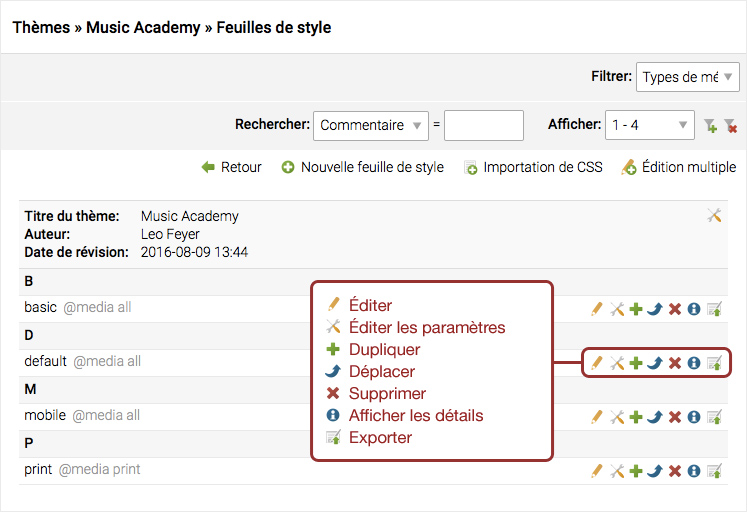 Thèmes » Music Academy » Feuilles de style
Filtrer: Types de mé
Rechercher: Commentaire = Afficher: 1 - 4
Retour Nouvelle feuille de style Importation de CSS Édition multiple
Titre du thème: Music Academy
Auteur: Leo Feyer
Date de révision: 2016-08-09 13:44
B
basic @media all
D
default @media all
M
mobile @media all
P
print @media print
Éditer
Éditer les paramètres
Dupliquer
Déplacer
Supprimer
Afficher les détails
Exporter